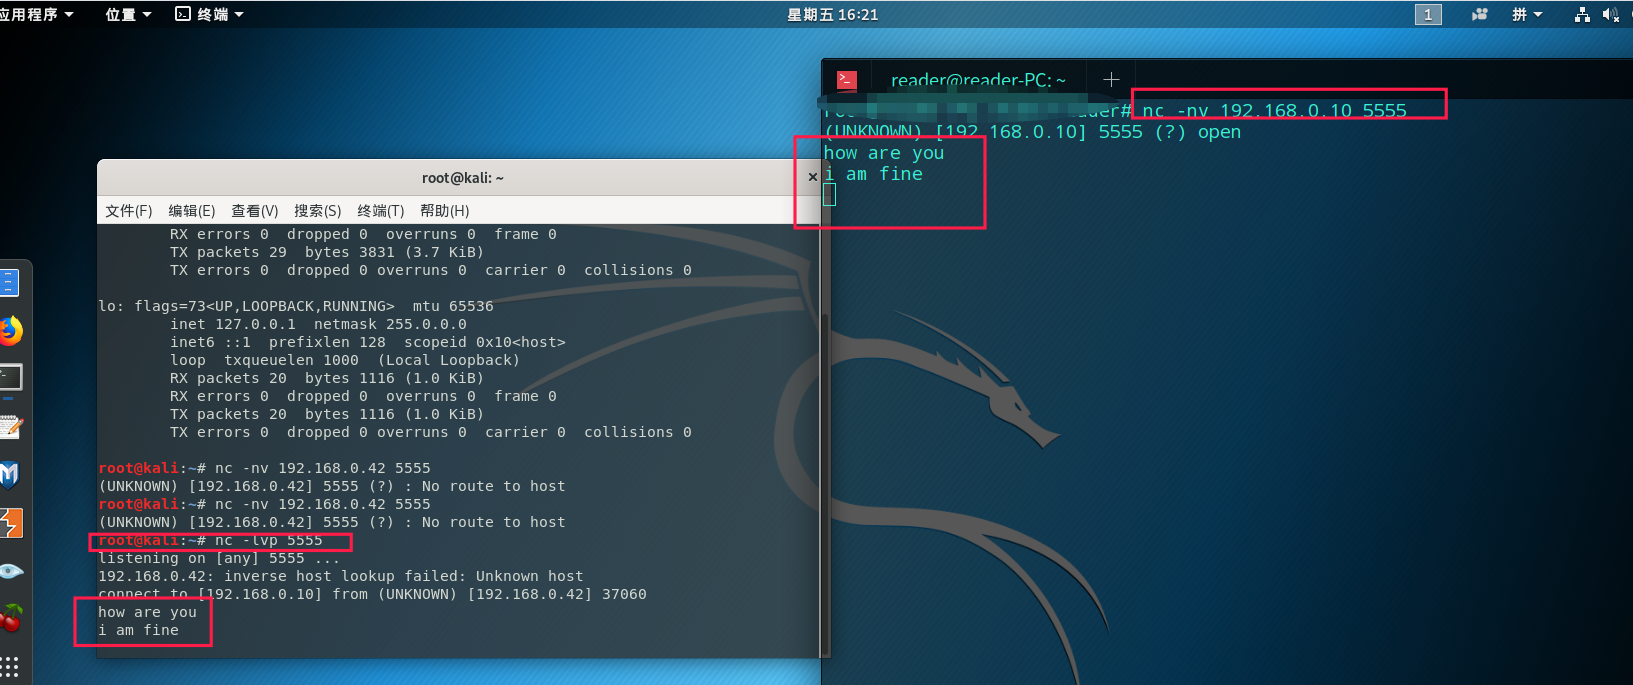 应用程序 位置 终端 星期五 16:21 1 拼
root@kali: ~
文件(F) 编辑(E) 查看(V) 搜索(S) 终端(T) 帮助(H)
RX errors 0 dropped 0 overruns 0 frame 0
TX packets 29 bytes 3831 (3.7 KiB)
TX errors 0 dropped 0 overruns 0 carrier 0 collisions 0
lo: flags=73<UP,LOOPBACK,RUNNING> mtu 65536
inet 127.0.0.1 netmask 255.0.0.0
inet6 ::1 prefixlen 128 scopeid 0x10<host>
loop txqueuelen 1000 (Local Loopback)
RX packets 20 bytes 1116 (1.0 KiB)
RX errors 0 dropped 0 overruns 0 frame 0
TX packets 20 bytes 1116 (1.0 KiB)
TX errors 0 dropped 0 overruns 0 carrier 0 collisions 0
root@kali:~# nc -nv 192.168.0.42 5555
(UNKNOWN) [192.168.0.42] 5555 (?) : No route to host
root@kali:~# nc -nv 192.168.0.42 5555
(UNKNOWN) [192.168.0.42] 5555 (?) : No route to host
root@kali:~# nc -lvp 5555
listening on [any] 5555 ...
192.168.0.42: inverse host lookup failed: Unknown host
connect to [192.168.0.10] from (UNKNOWN) [192.168.0.42] 37060
how are you
i am fine
reader@reader-PC: ~
nc -nv 192.168.0.10 5555
(UNKNOWN) [192.168.0.10] 5555 (?) open
how are you
i am fine